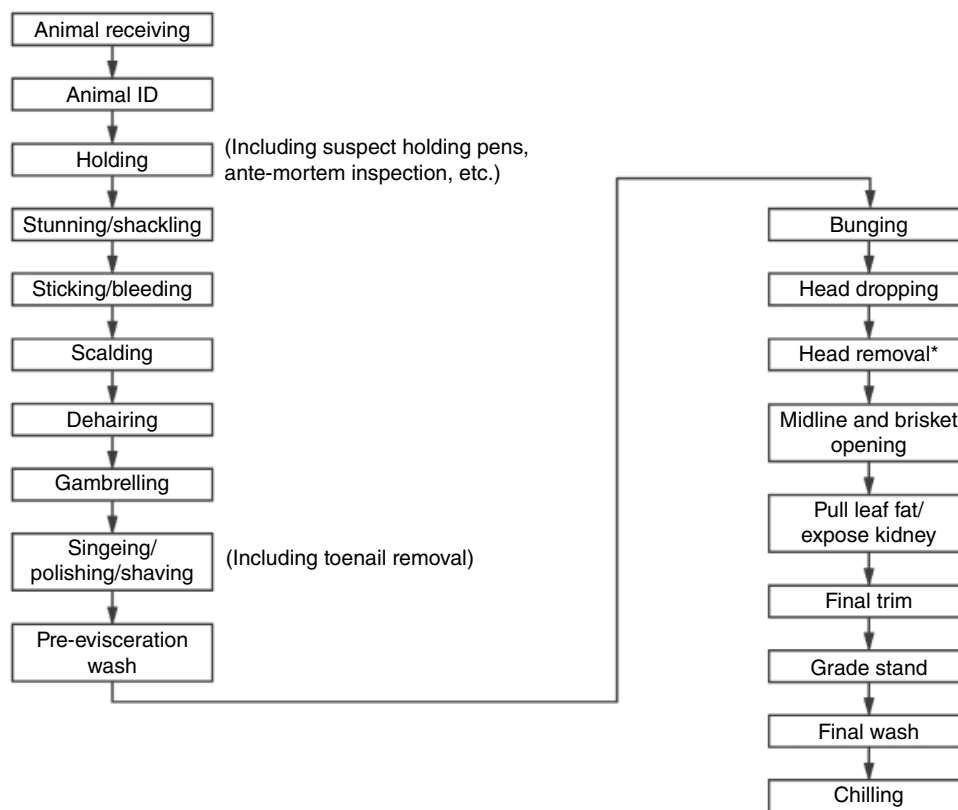 Animal receiving
Animal ID
Holding
(Including suspect holding pens,
ante-mortem inspection, etc.)
Stunning/shackling
Sticking/bleeding
Scalding
Dehairing
Gambrelling
Singeing/
polishing/shaving
(Including toenail removal)
Pre-evisceration
wash
Bunging
Head dropping
Head removal*
Midline and brisket
opening
Pull leaf fat/
expose kidney
Final trim
Grade stand
Final wash
Chilling